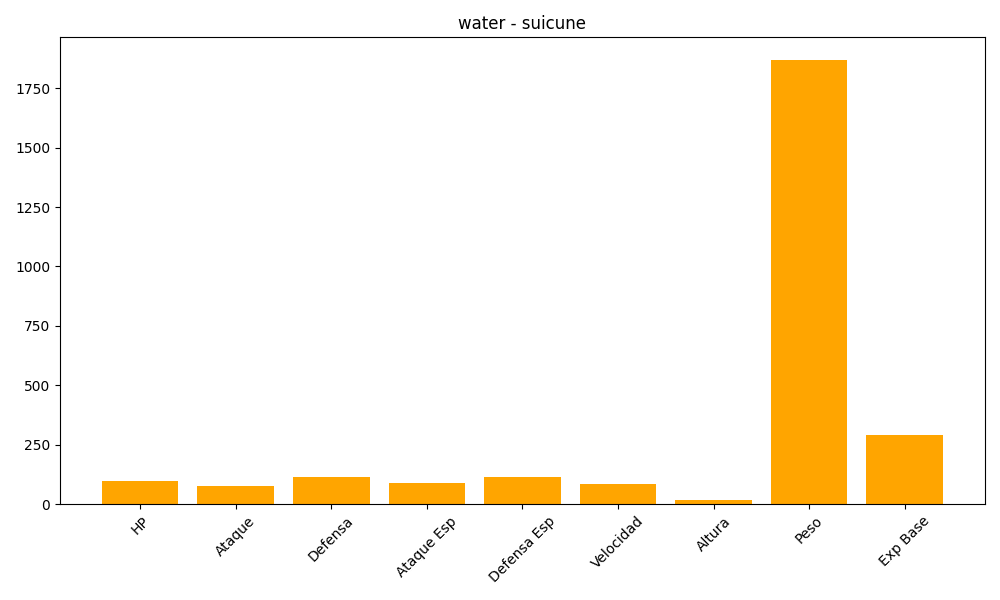 water - suicune
1750
1500
1250
1000
750
500
250
0
HP
Ataque
Defensa
Ataque Esp
Defensa Esp
Velocidad
Altura
Peso
Exp Base